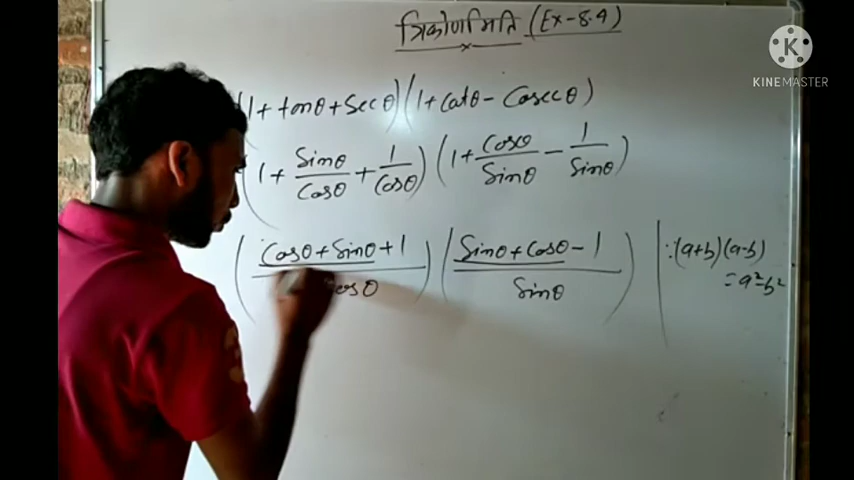 त्रिकोणमिति (Ex-8.4)
K
KINEMASTER
1 + tanθ + Secθ) (1 + Catθ - Cosecθ)
(1 + Sinθ/Cosθ + 1/Cosθ) (1 + Cosθ/Sinθ - 1/Sinθ)
(Cosθ + Sinθ + 1 / Cosθ) (Sinθ + Cosθ - 1 / Sinθ)
∵ (a+b)(a-b)
= a²-b²